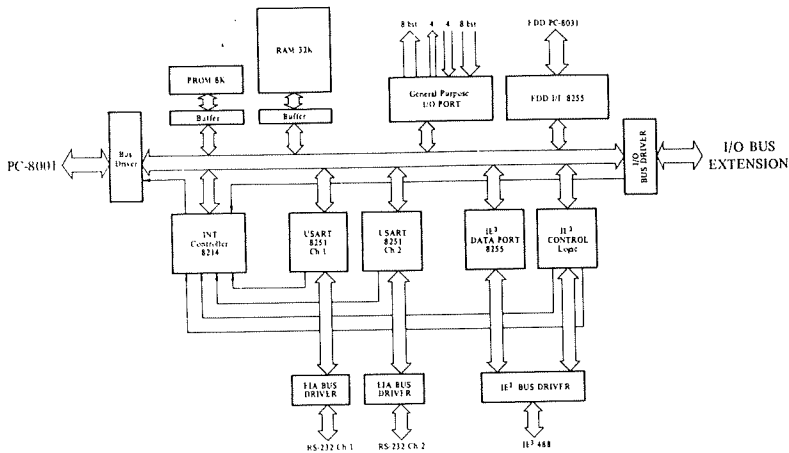 8 bit 4 4 8 bit
FDD PC-8031
RAM 32K
PROM 8K
General Purpose
I/O PORT
FDD I/F 8255
Buffer
Buffer
PC-8001
Bus
Driver
I/O
BUS DRIVER
I/O BUS
EXTENSION
INT
Controller
8214
USART
8251
Ch 1
USART
8251
Ch 2
IE³
DATA PORT
8255
IE³
CONTROL
Logic
EIA BUS
DRIVER
EIA BUS
DRIVER
IE³ BUS DRIVER
RS-232 Ch 1
RS-232 Ch 2
IE³ 488